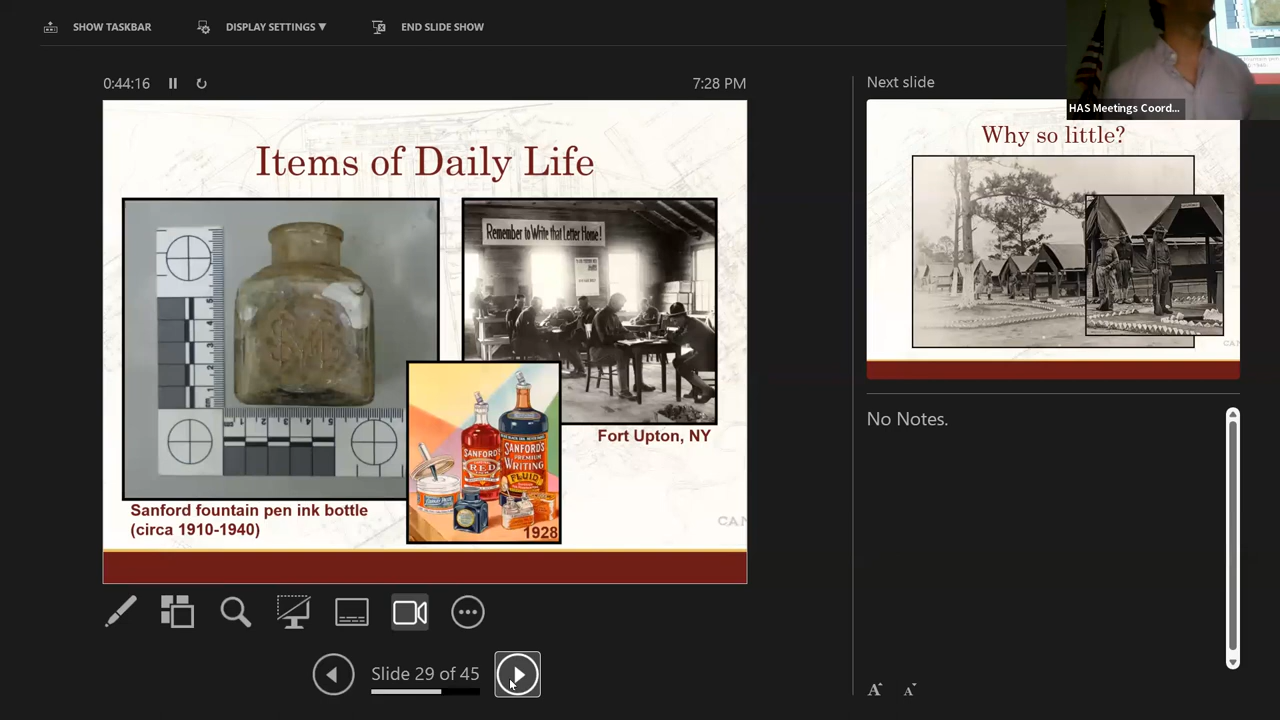 SHOW TASKBAR
DISPLAY SETTINGS ▼
END SLIDE SHOW
0:44:16
7:28 PM
Items of Daily Life
Remember to Write that Letter Home!
SANFORD'S
RED
SANFORD'S
PREMIUM
WRITING
FLUID
1928
Fort Upton, NY
Sanford fountain pen ink bottle
(circa 1910-1940)
CAM
Slide 29 of 45
Next slide
HAS Meetings Coord...
Why so little?
CA
No Notes.
A
A